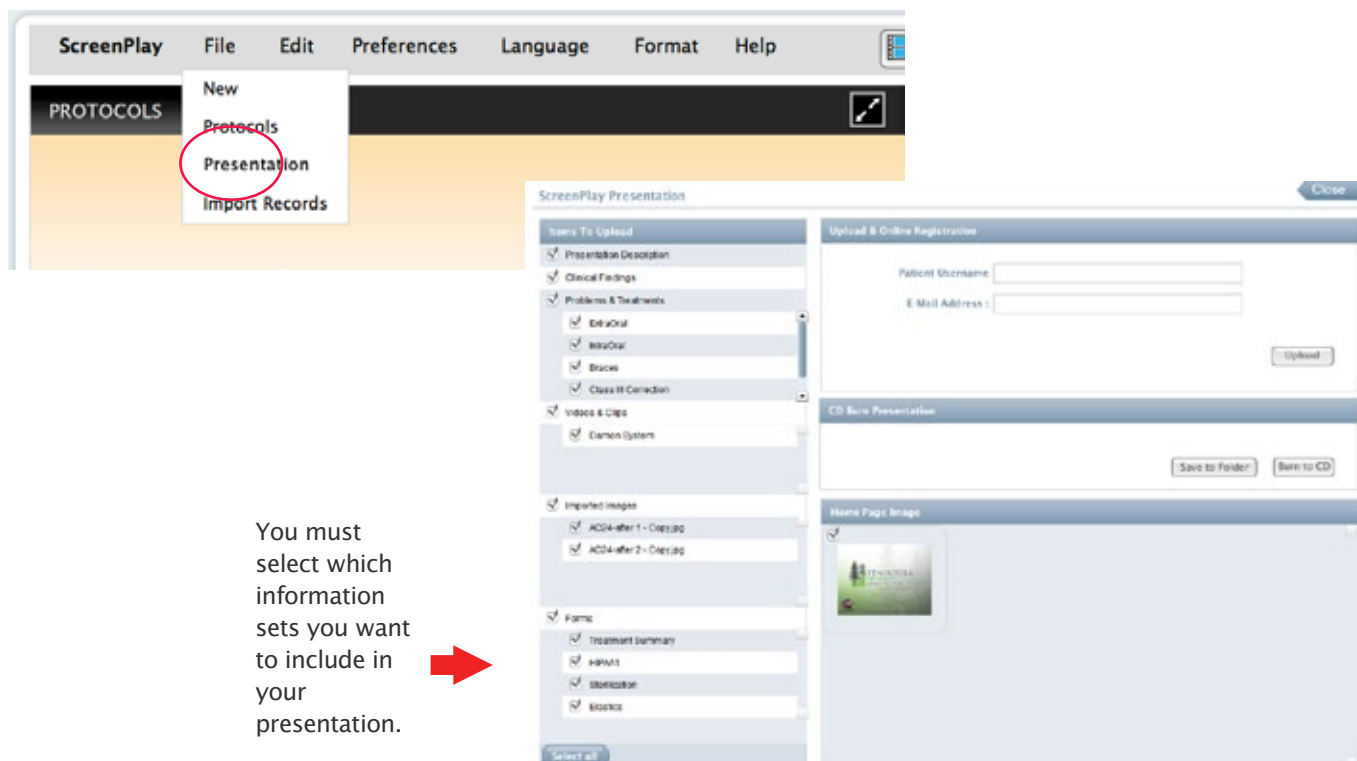 ScreenPlay File Edit Preferences Language Format Help
PROTOCOLS
New
Protocols
Presentation
Import Records
ScreenPlay Presentation
Close
Items To Upload
Presentation Description
Clinical Findings
Problems & Treatments
ExtraOral
IntraOral
Braces
Class III Correction
Videos & Clips
Damon System
Imported Images
AC24-after 1 - Copy.jpg
AC24-after 2 - Copy.jpg
Forms
Treatment Summary
HIPAA1
Sterilization
Elastics
Select all
Upload & Online Registration
Patient Username
E Mail Address :
Upload
CD Burn Presentation
Save to Folder Burn to CD
Home Page Image
You must
select which
information
sets you want
to include in
your
presentation.